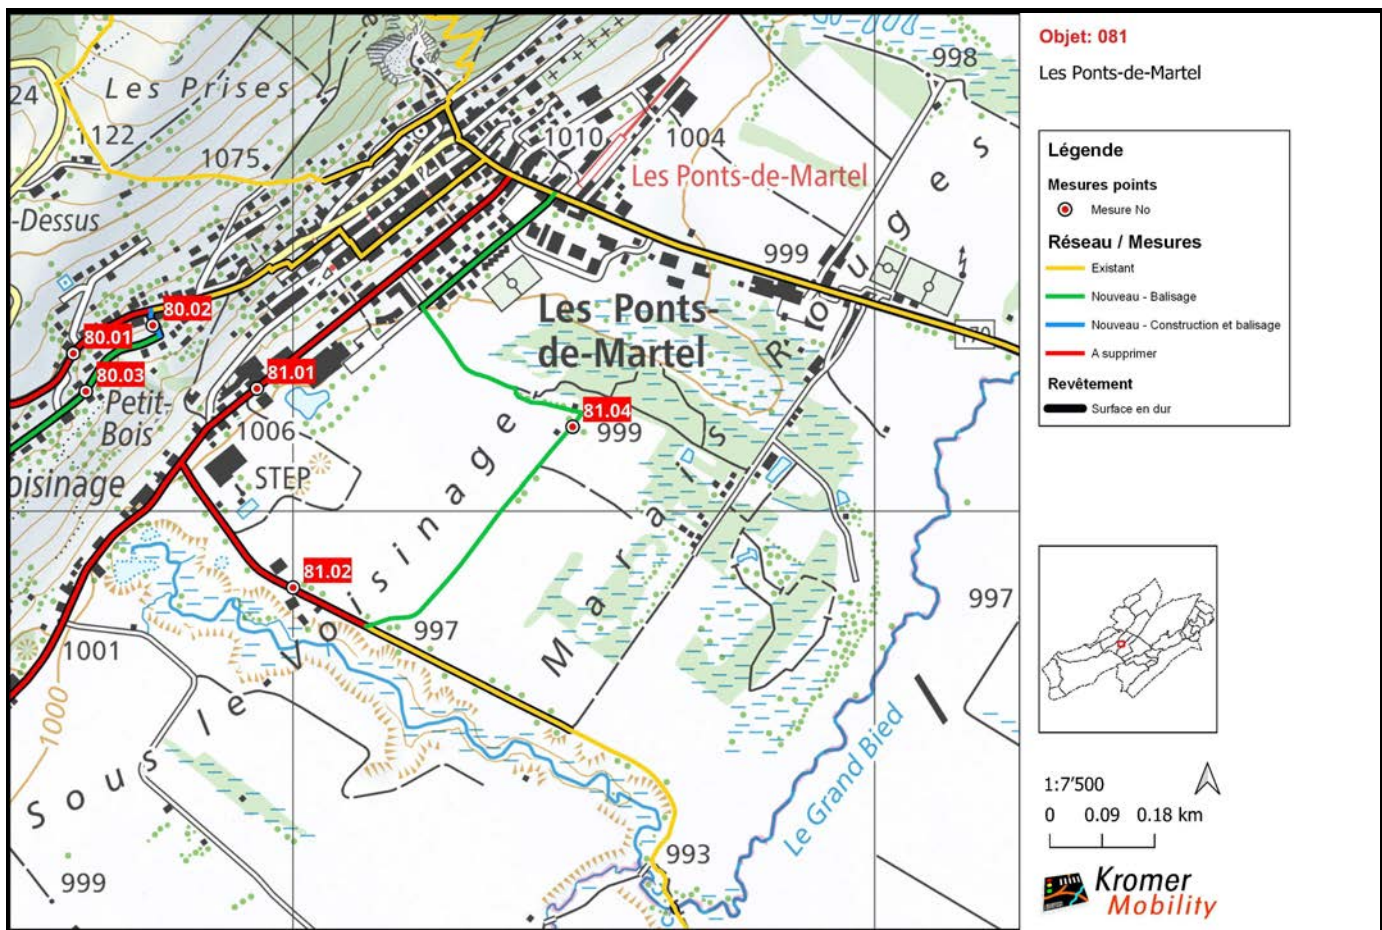 998
Les Prises
24
1122
1010
1004
1075
Les Ponts-de-Martel
-Dessus
999
Rouges
80.02
Les Ponts-
de-Martel
80.01
170
80.03
81.01
Petit-
Bois
81.04
1006
999
oisinage
STEP
Marais
81.02
997
997
1001
Sous le Voisinage
1000
Le Grand Bied
993
999
Objet: 081
Les Ponts-de-Martel
Légende
Mesures points
Mesure No
Réseau / Mesures
Existant
Nouveau - Balisage
Nouveau - Construction et balisage
A supprimer
Revêtement
Surface en dur
1:7'500
0 0.09 0.18 km
Kromer
Mobility